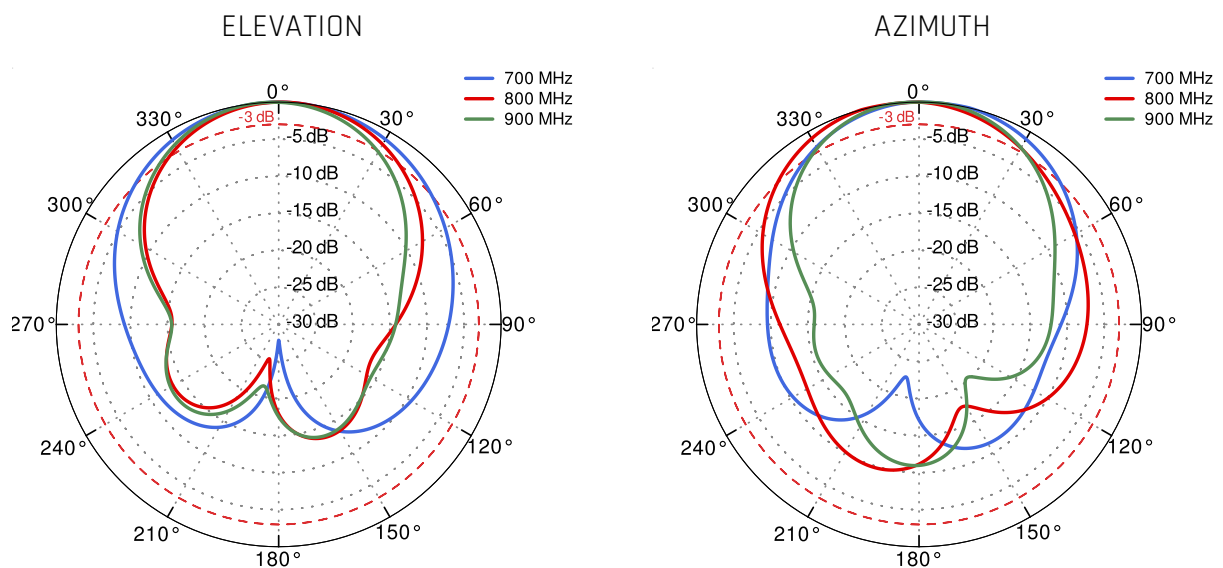 ELEVATION
700 MHz
800 MHz
900 MHz
0°
330°
-3 dB
30°
-5 dB
-10 dB
300°
60°
-15 dB
-20 dB
-25 dB
270°
-30 dB
90°
240°
120°
210°
150°
180°
AZIMUTH
700 MHz
800 MHz
900 MHz
0°
330°
-3 dB
30°
-5 dB
-10 dB
300°
60°
-15 dB
-20 dB
-25 dB
270°
-30 dB
90°
240°
120°
210°
150°
180°